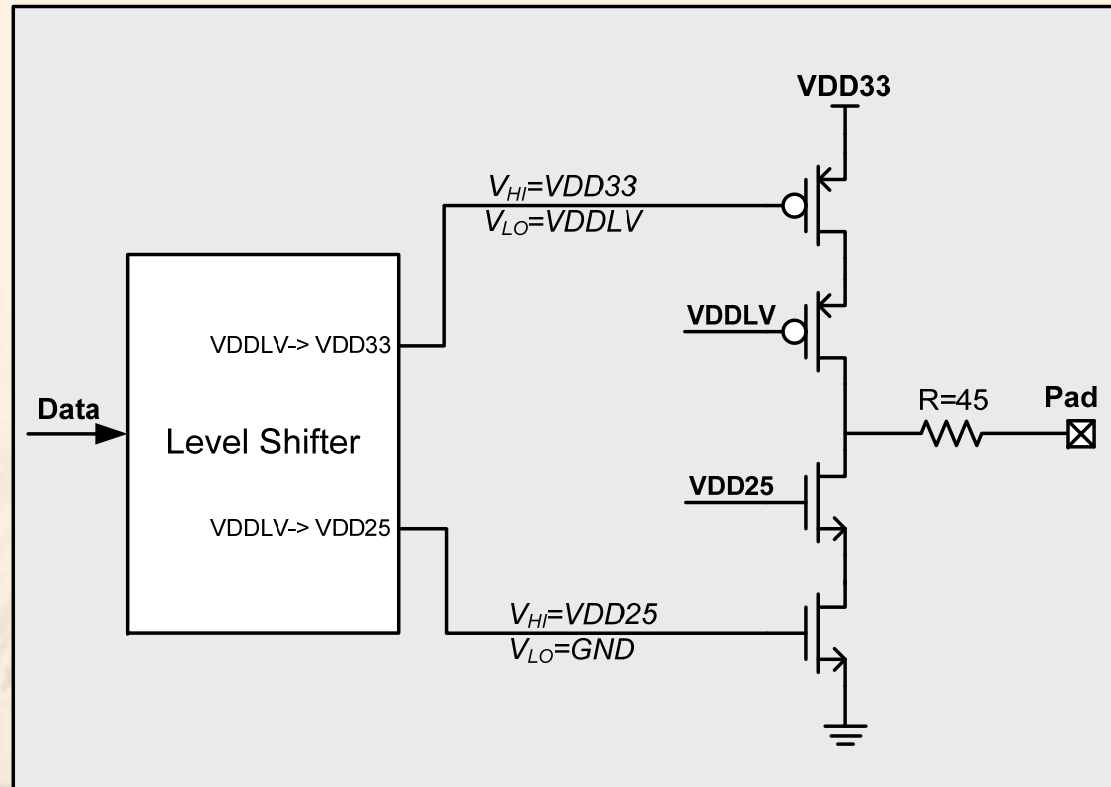 VDD33
V_HI=VDD33
V_LO=VDDLV
VDDLV
VDDLV-> VDD33
Data
Level Shifter
R=45
Pad
VDD25
VDDLV-> VDD25
V_HI=VDD25
V_LO=GND